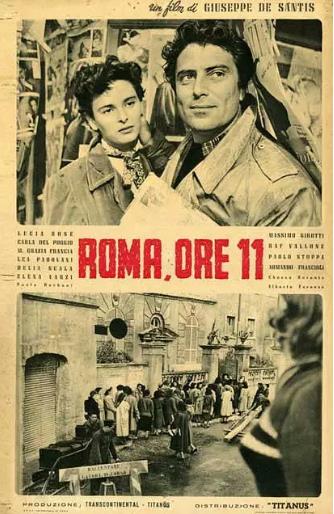 un film di GIUSEPPE DE SANTIS
LUCIA BOSE
CARLA DEL POGGIO
M. GRAZIA FRANCIA
LEA PADOVANI
DELIA SCALA
ELENA VARZI
ROMA, ORE 11
MASSIMO GIROTTI
RAF VALLONE
PAOLO STOPPA
ARMANDO FRANCIOLI
PRODUZIONE: TRANSCONTINENTAL - TITANUS
DISTRIBUZIONE: "TITANUS"